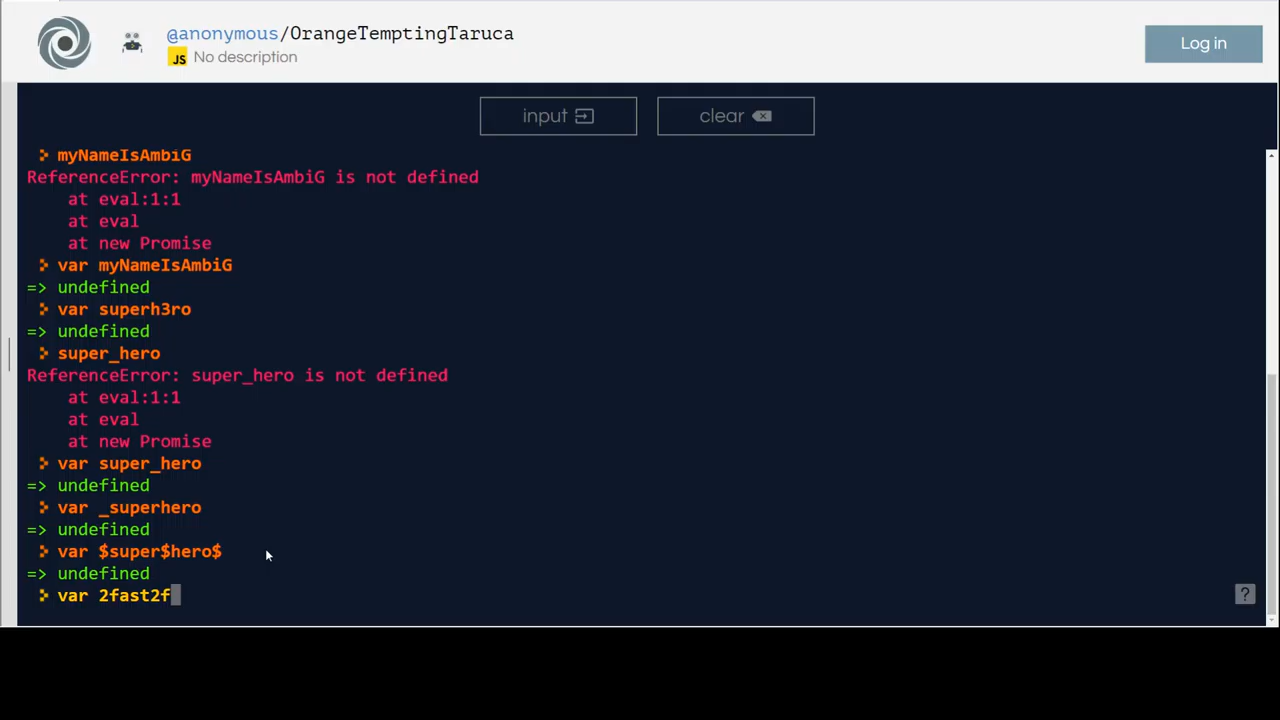 @anonymous/OrangeTemptingTaruca
JS No description
Log in
input
clear
myNameIsAmbiG
ReferenceError: myNameIsAmbiG is not defined
at eval:1:1
at eval
at new Promise
var myNameIsAmbiG
=> undefined
var superh3ro
=> undefined
super_hero
ReferenceError: super_hero is not defined
at eval:1:1
at eval
at new Promise
var super_hero
=> undefined
var _superhero
=> undefined
var $super$hero$
=> undefined
var 2fast2f
?